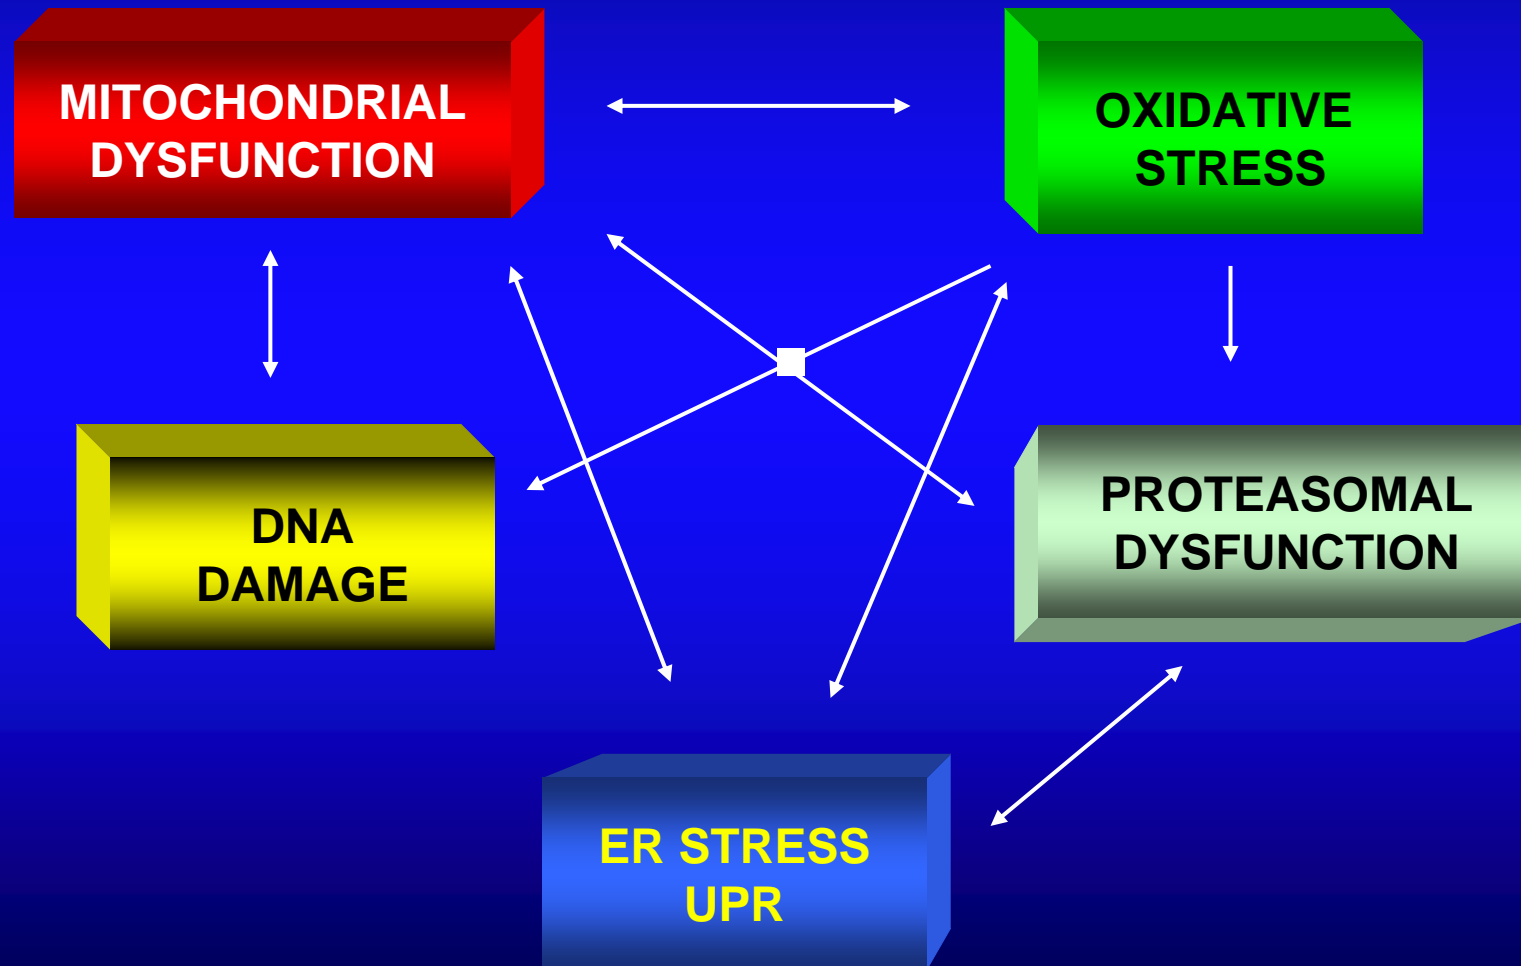 MITOCHONDRIAL
DYSFUNCTION
OXIDATIVE
STRESS
DNA
DAMAGE
PROTEASOMAL
DYSFUNCTION
ER STRESS
UPR